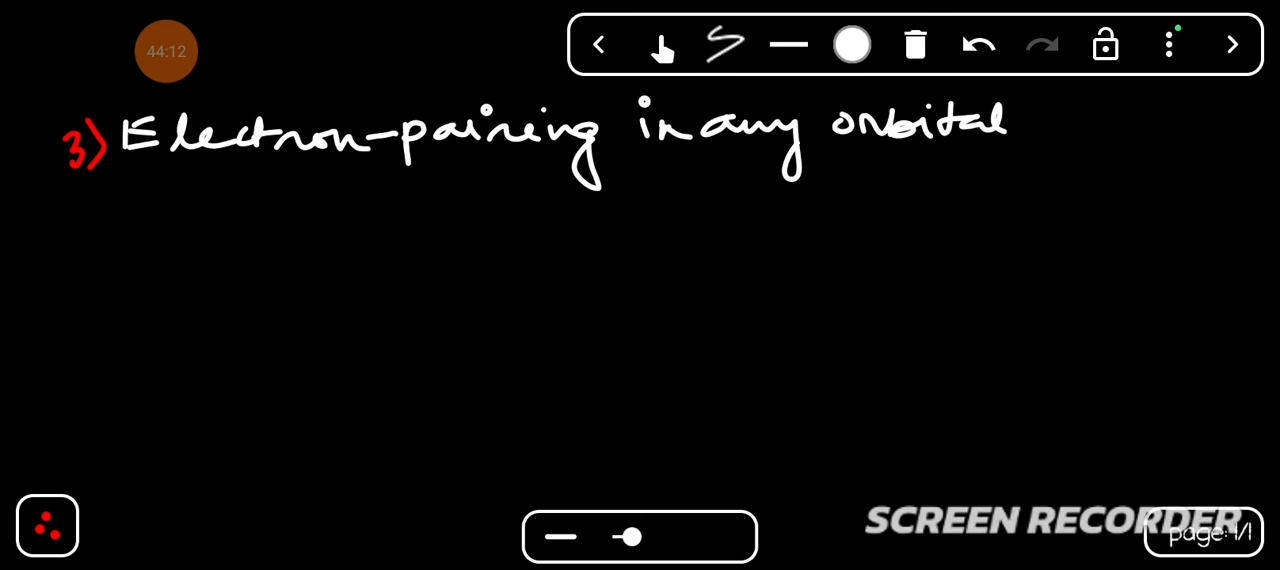 44:12
3) Electron-pairing in any orbital
SCREEN RECORDER
page:1/1